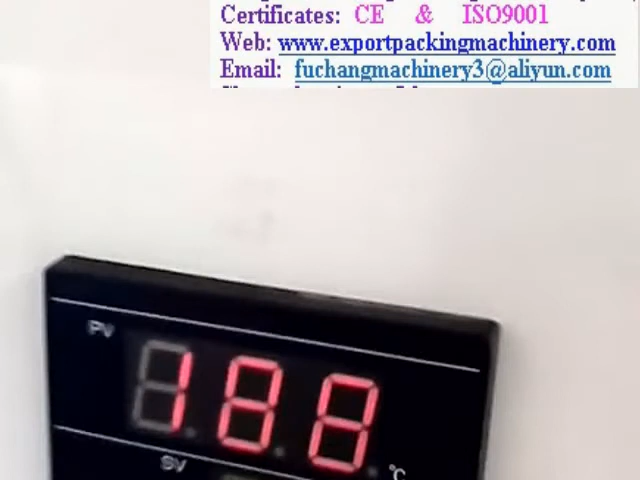 Certificates: CE & ISO9001
Web: www.exportpackingmachinery.com
Email: fuchangmachinery3@aliyun.com
PV
188
°C
SV